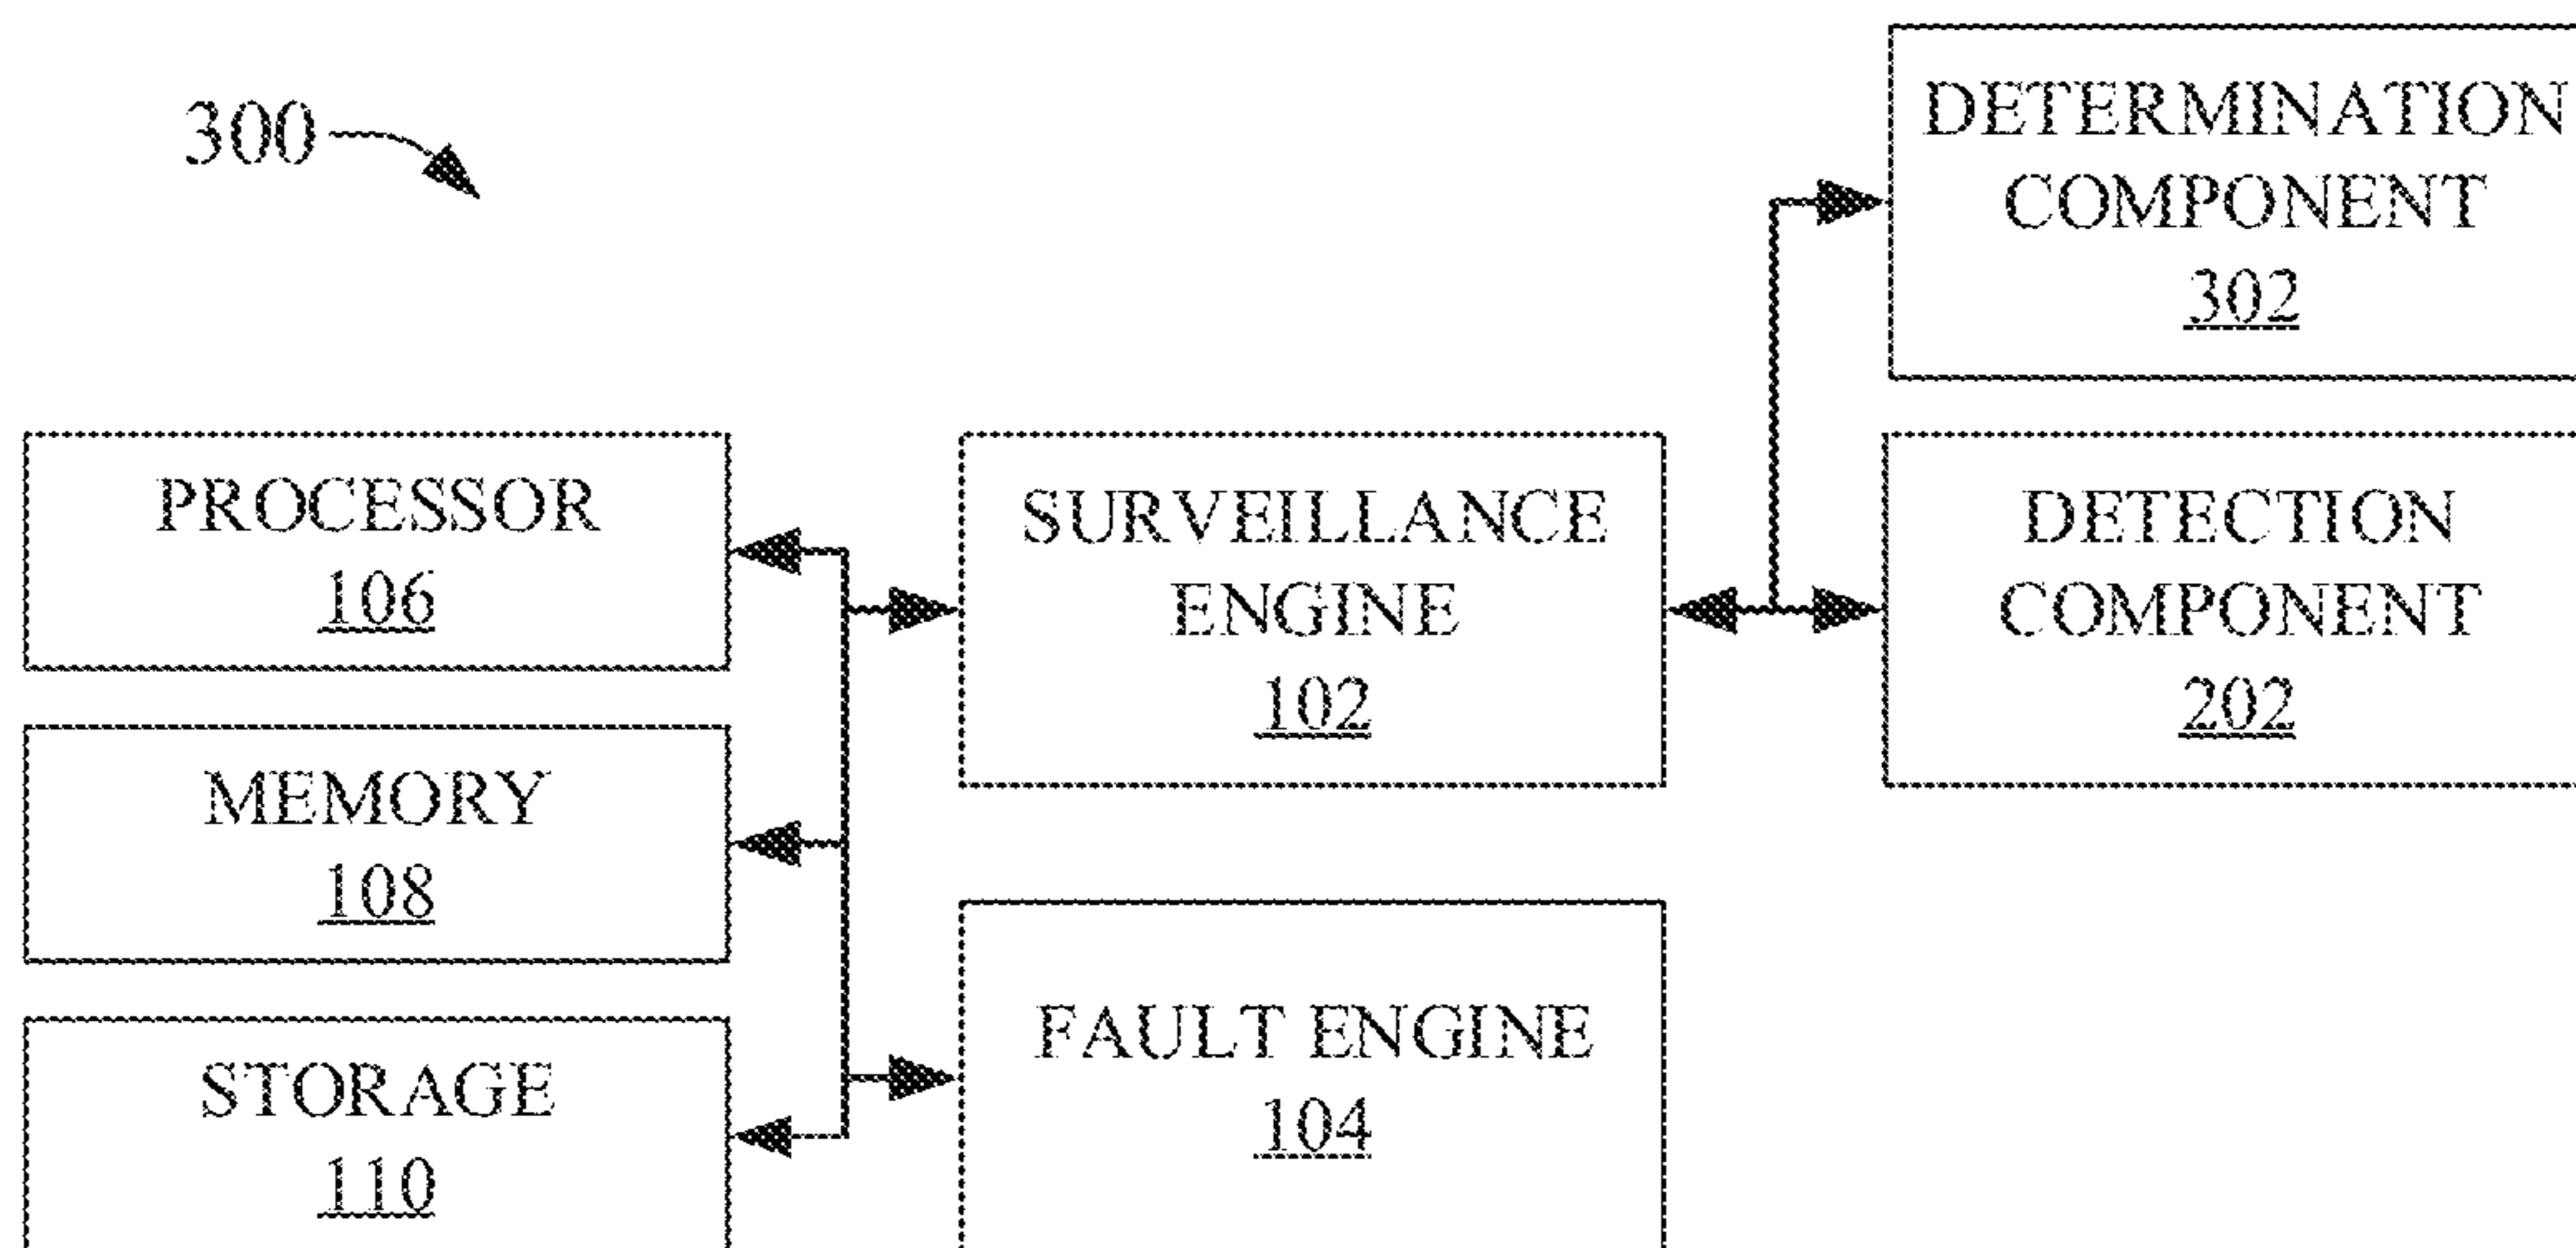 300
DETERMINATION
COMPONENT
302
PROCESSOR
106
SURVEILLANCE
ENGINE
102
DETECTION
COMPONENT
202
MEMORY
108
FAULT ENGINE
104
STORAGE
110